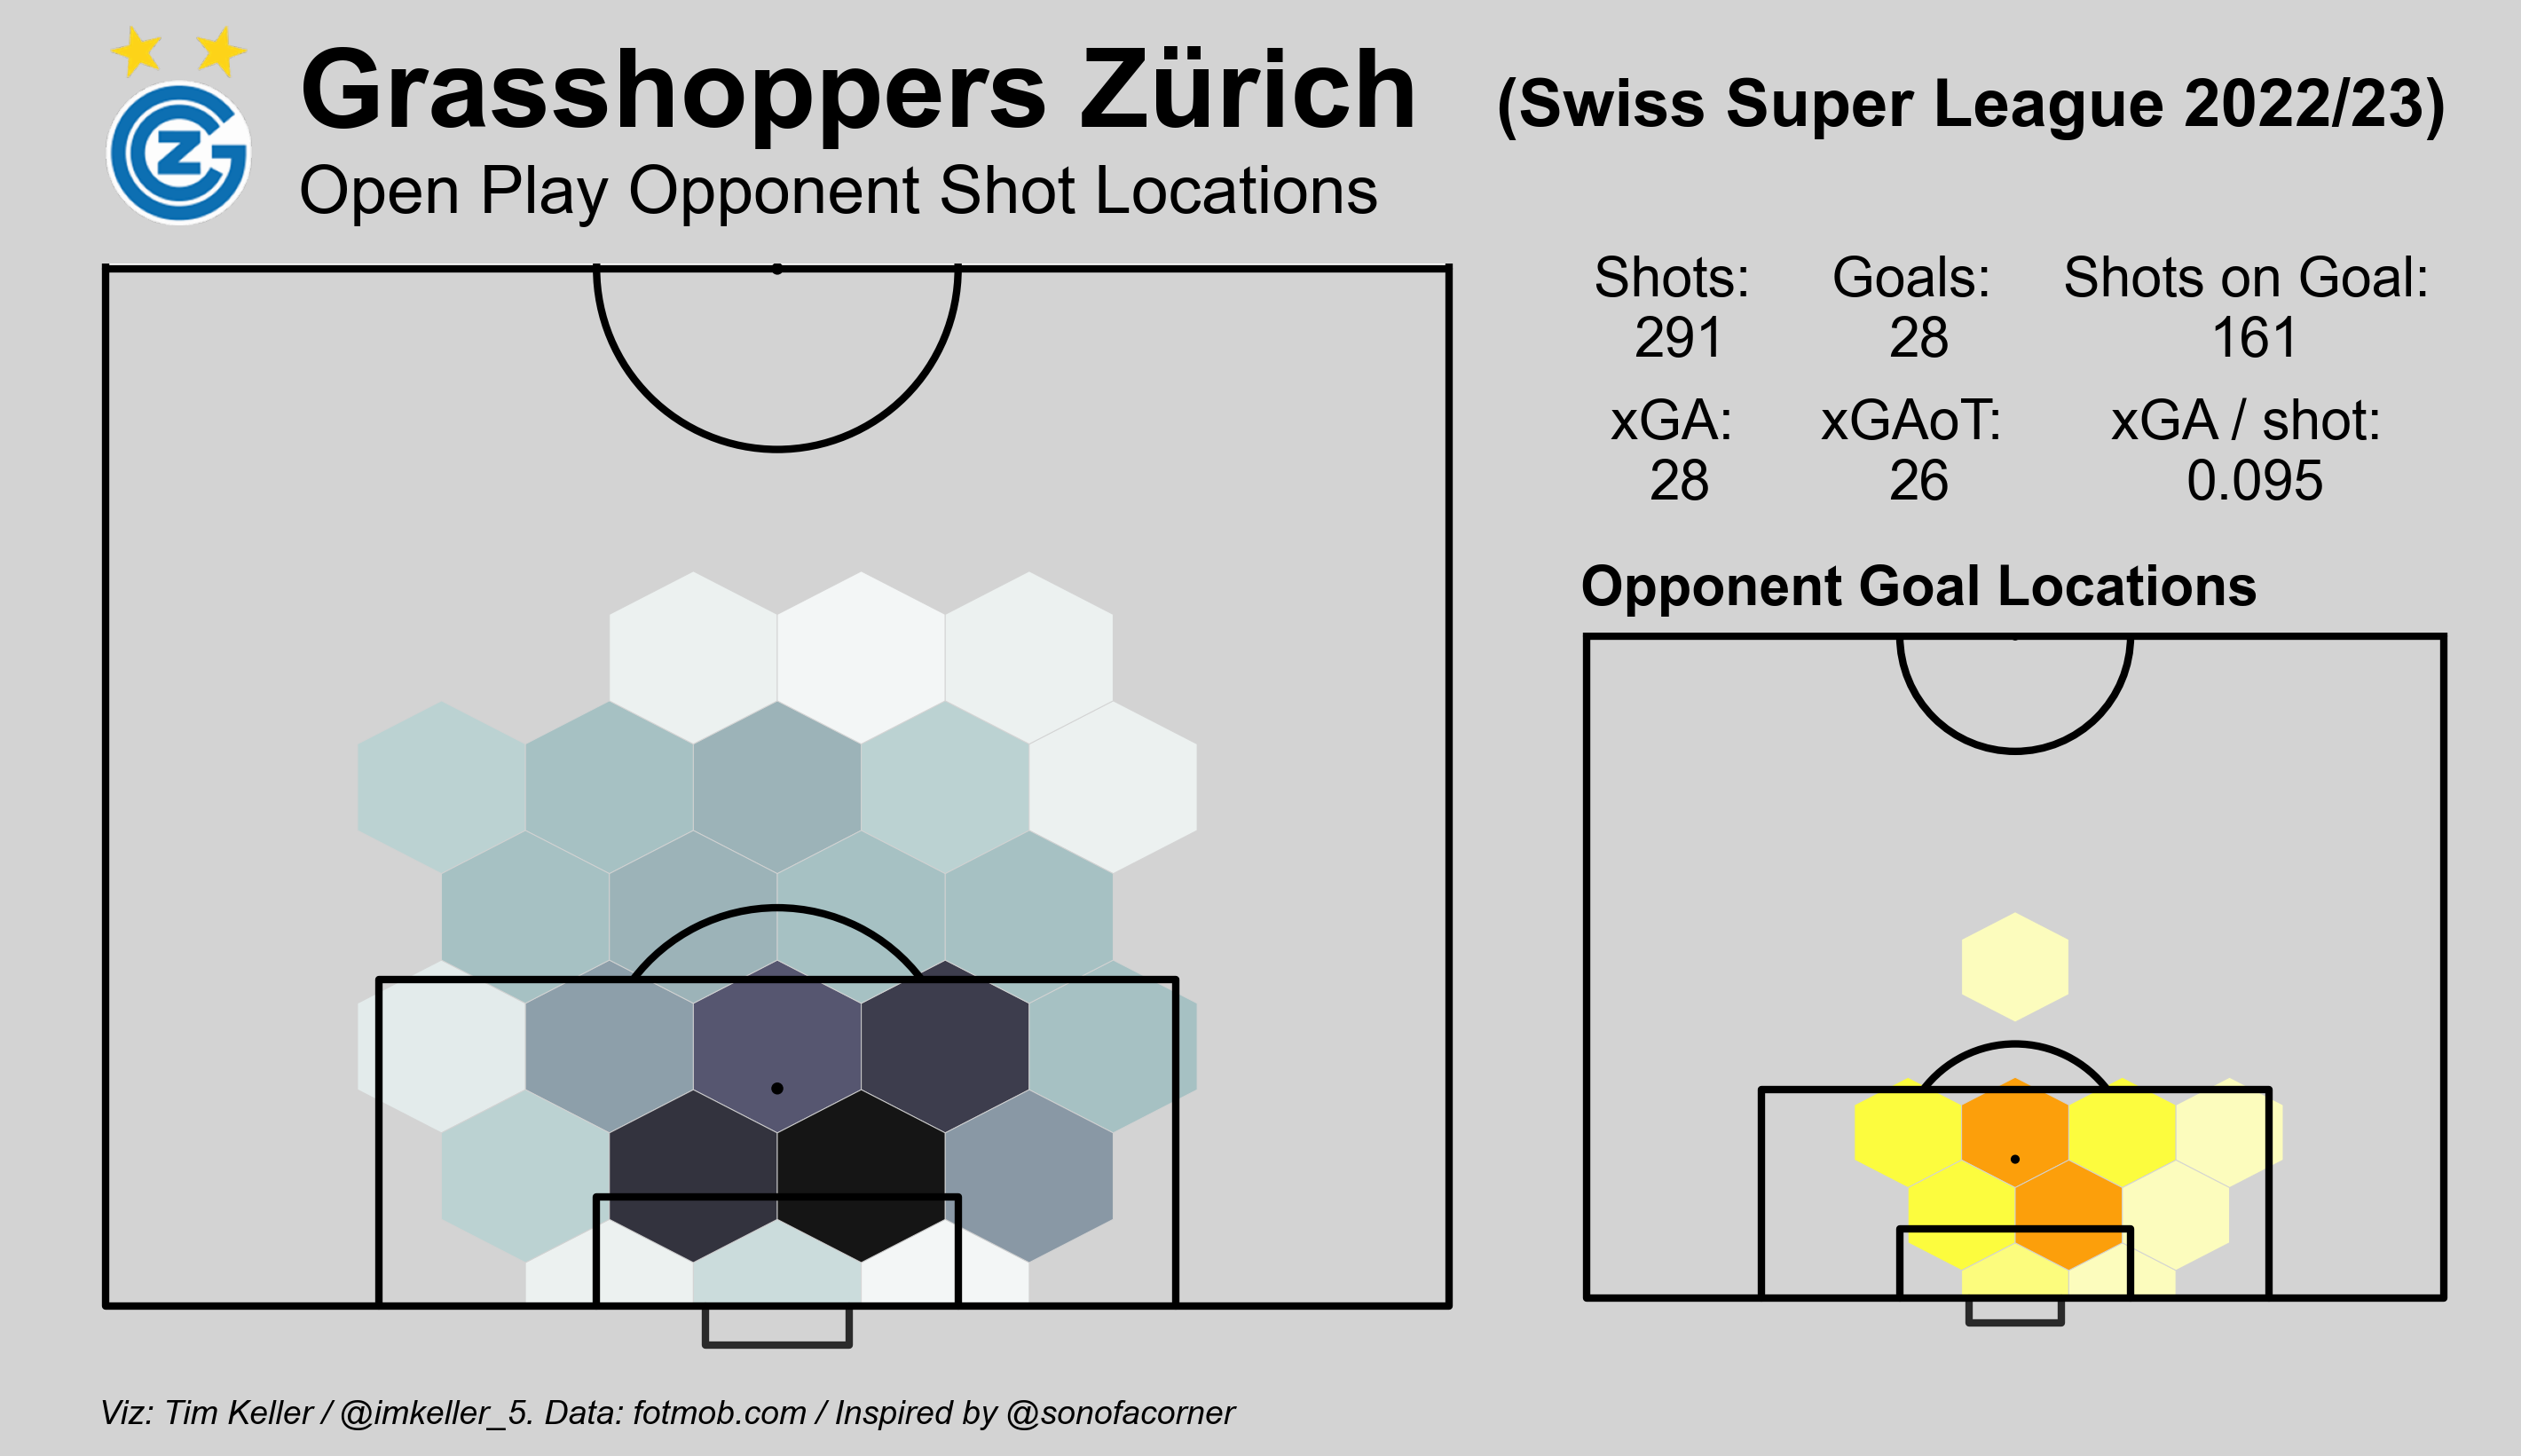 Grasshoppers Zürich (Swiss Super League 2022/23)
Open Play Opponent Shot Locations
GCZ
Shots: Goals: Shots on Goal:
291 28 161
xGA: xGAoT: xGA / shot:
28 26 0.095
Opponent Goal Locations
Viz: Tim Keller / @imkeller_5. Data: fotmob.com / Inspired by @sonofacorner